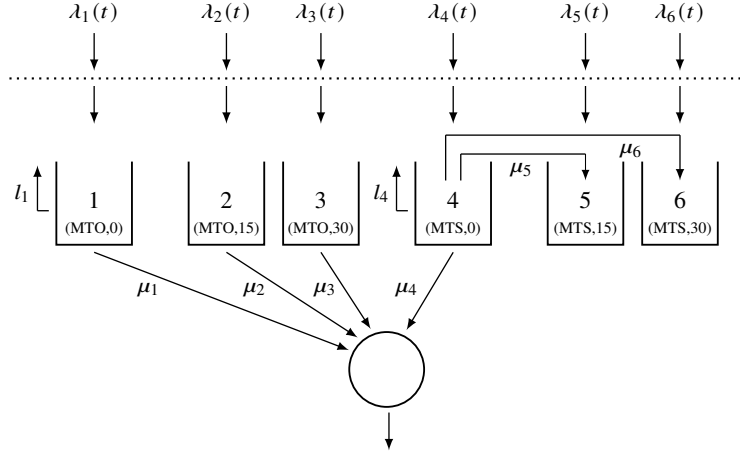 λ₁(t) λ₂(t) λ₃(t) λ₄(t) λ₅(t) λ₆(t)
μ₆
μ₅
l₁ 1 2 3 l₄ 4 5 6
(MTO,0) (MTO,15) (MTO,30) (MTS,0) (MTS,15) (MTS,30)
μ₁ μ₂ μ₃ μ₄